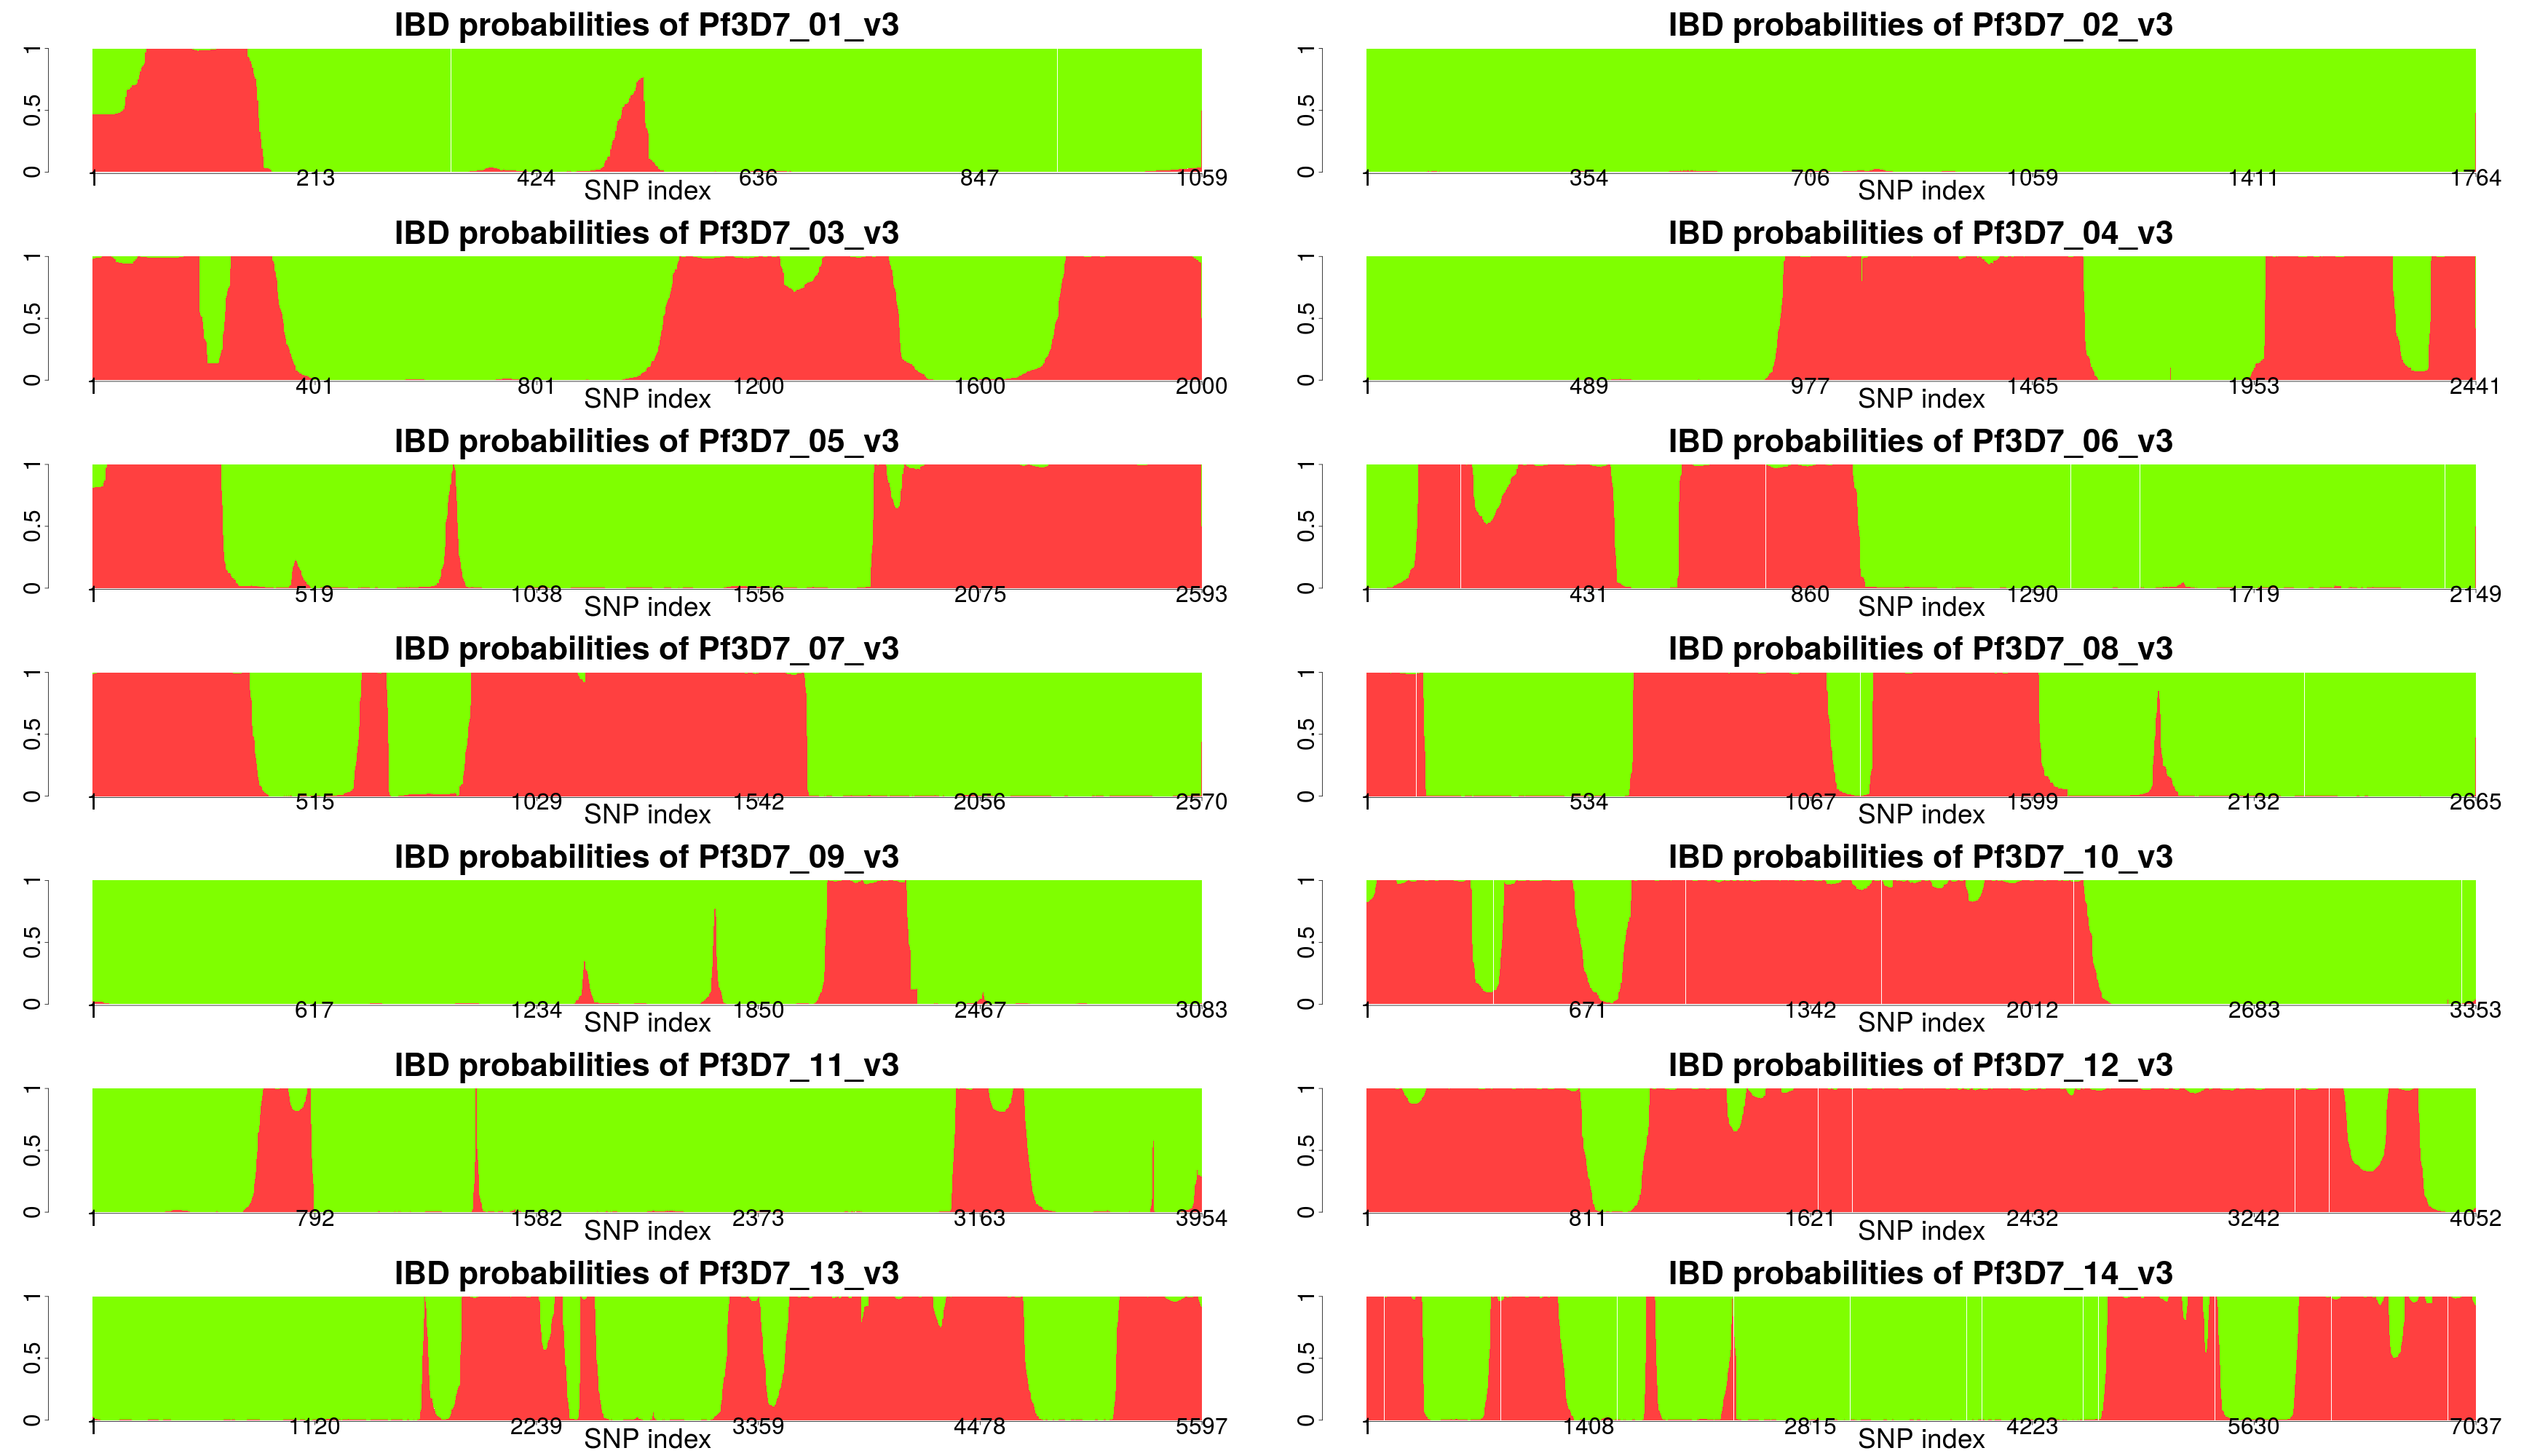 IBD probabilities of Pf3D7_01_v3
0 0.5 1
1 213 424 636 847 1059
SNP index
IBD probabilities of Pf3D7_02_v3
0 0.5 1
1 354 706 1059 1411 1764
SNP index
IBD probabilities of Pf3D7_03_v3
0 0.5 1
1 401 801 1200 1600 2000
SNP index
IBD probabilities of Pf3D7_04_v3
0 0.5 1
1 489 977 1465 1953 2441
SNP index
IBD probabilities of Pf3D7_05_v3
0 0.5 1
1 519 1038 1556 2075 2593
SNP index
IBD probabilities of Pf3D7_06_v3
0 0.5 1
1 431 860 1290 1719 2149
SNP index
IBD probabilities of Pf3D7_07_v3
0 0.5 1
1 515 1029 1542 2056 2570
SNP index
IBD probabilities of Pf3D7_08_v3
0 0.5 1
1 534 1067 1599 2132 2665
SNP index
IBD probabilities of Pf3D7_09_v3
0 0.5 1
1 617 1234 1850 2467 3083
SNP index
IBD probabilities of Pf3D7_10_v3
0 0.5 1
1 671 1342 2012 2683 3353
SNP index
IBD probabilities of Pf3D7_11_v3
0 0.5 1
1 792 1582 2373 3163 3954
SNP index
IBD probabilities of Pf3D7_12_v3
0 0.5 1
1 811 1621 2432 3242 4052
SNP index
IBD probabilities of Pf3D7_13_v3
0 0.5 1
1 1120 2239 3359 4478 5597
SNP index
IBD probabilities of Pf3D7_14_v3
0 0.5 1
1 1408 2815 4223 5630 7037
SNP index